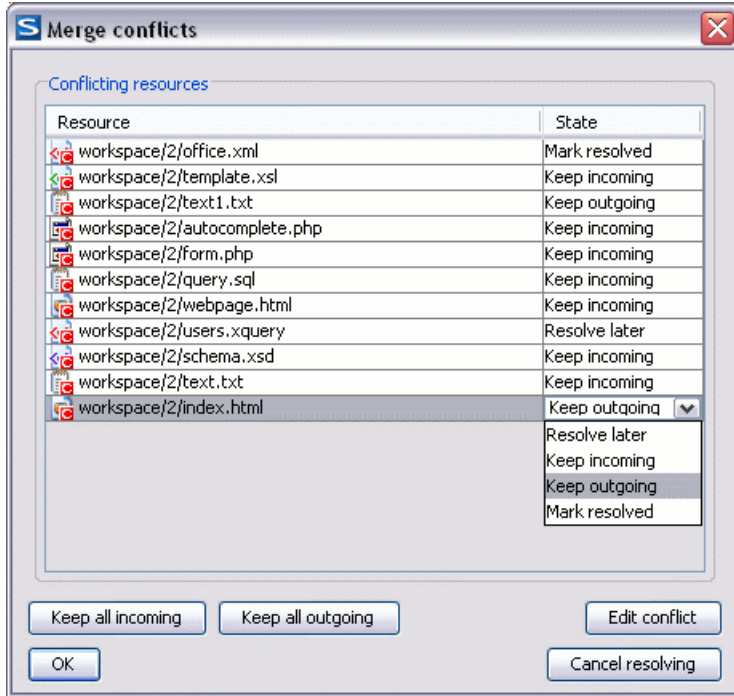 S Merge conflicts
Conflicting resources
Resource State
workspace/2/office.xml Mark resolved
workspace/2/template.xsl Keep incoming
workspace/2/text1.txt Keep outgoing
workspace/2/autocomplete.php Keep incoming
workspace/2/form.php Keep incoming
workspace/2/query.sql Keep incoming
workspace/2/webpage.html Keep incoming
workspace/2/users.xquery Resolve later
workspace/2/schema.xsd Keep incoming
workspace/2/text.txt Keep incoming
workspace/2/index.html Keep outgoing
Resolve later
Keep incoming
Keep outgoing
Mark resolved
Keep all incoming Keep all outgoing Edit conflict
OK Cancel resolving